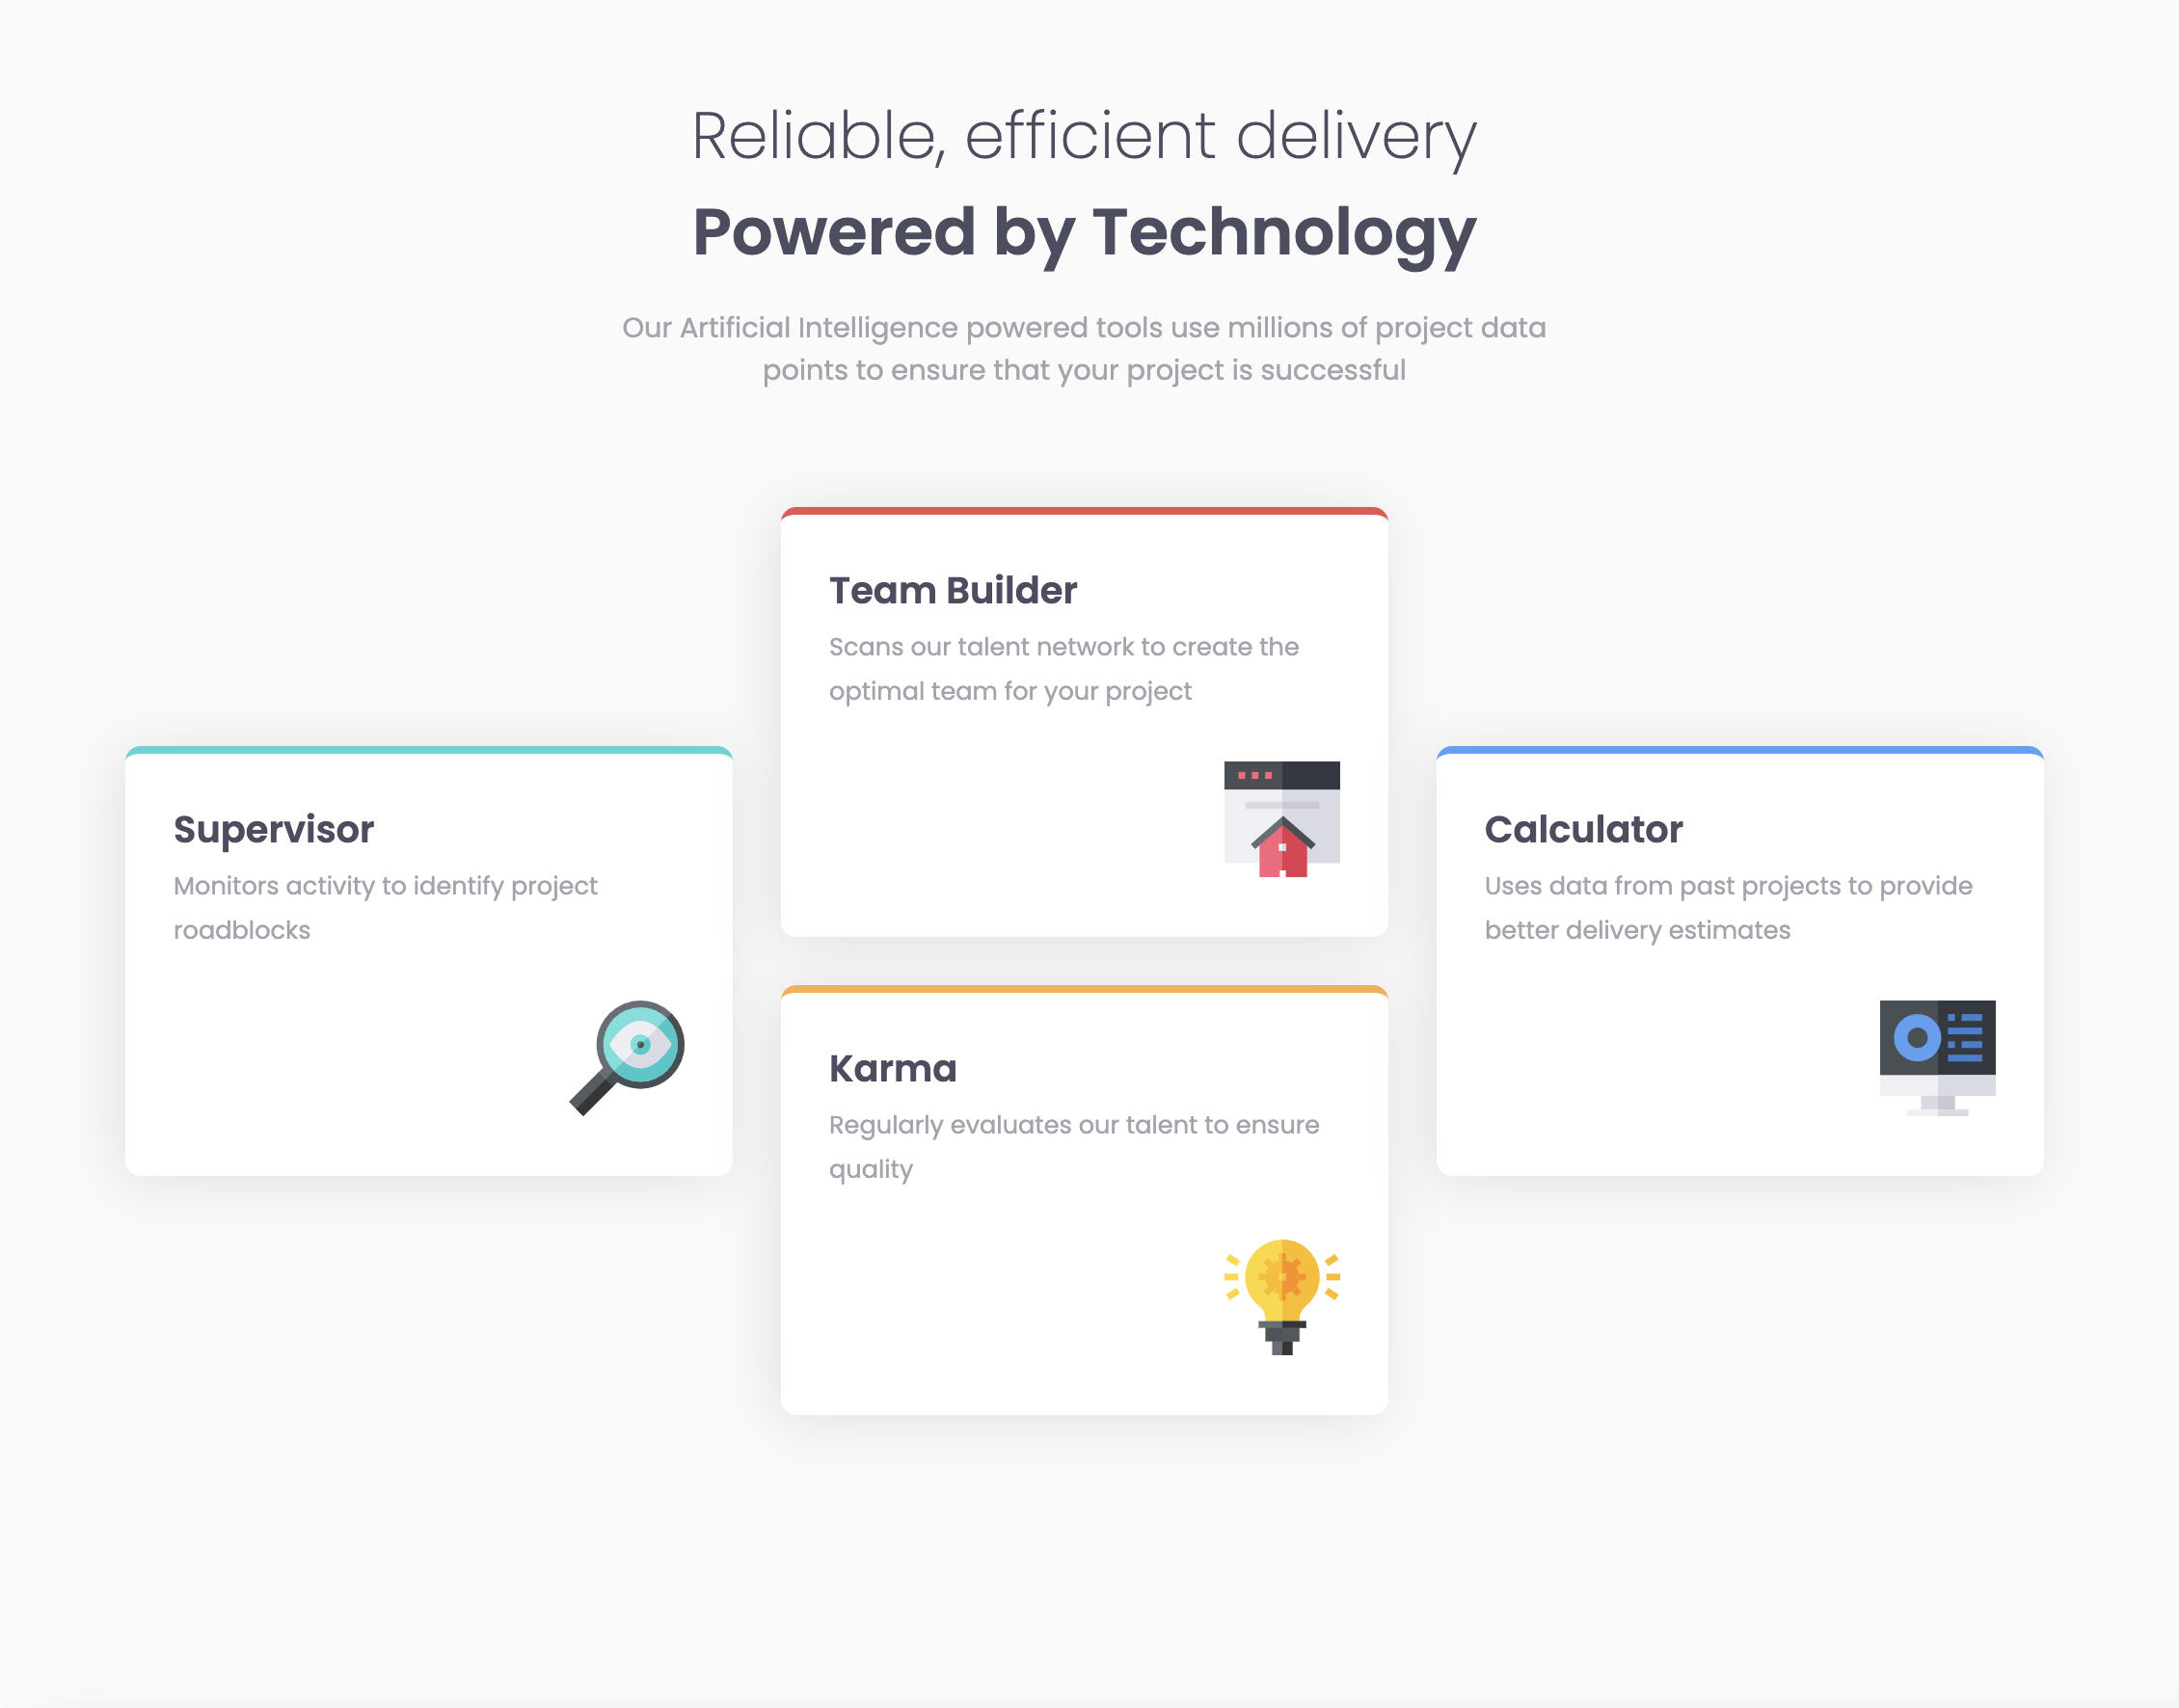 Reliable, efficient delivery
Powered by Technology
Our Artificial Intelligence powered tools use millions of project data
points to ensure that your project is successful
Team Builder
Scans our talent network to create the
optimal team for your project
Supervisor
Monitors activity to identify project
roadblocks
Calculator
Uses data from past projects to provide
better delivery estimates
Karma
Regularly evaluates our talent to ensure
quality